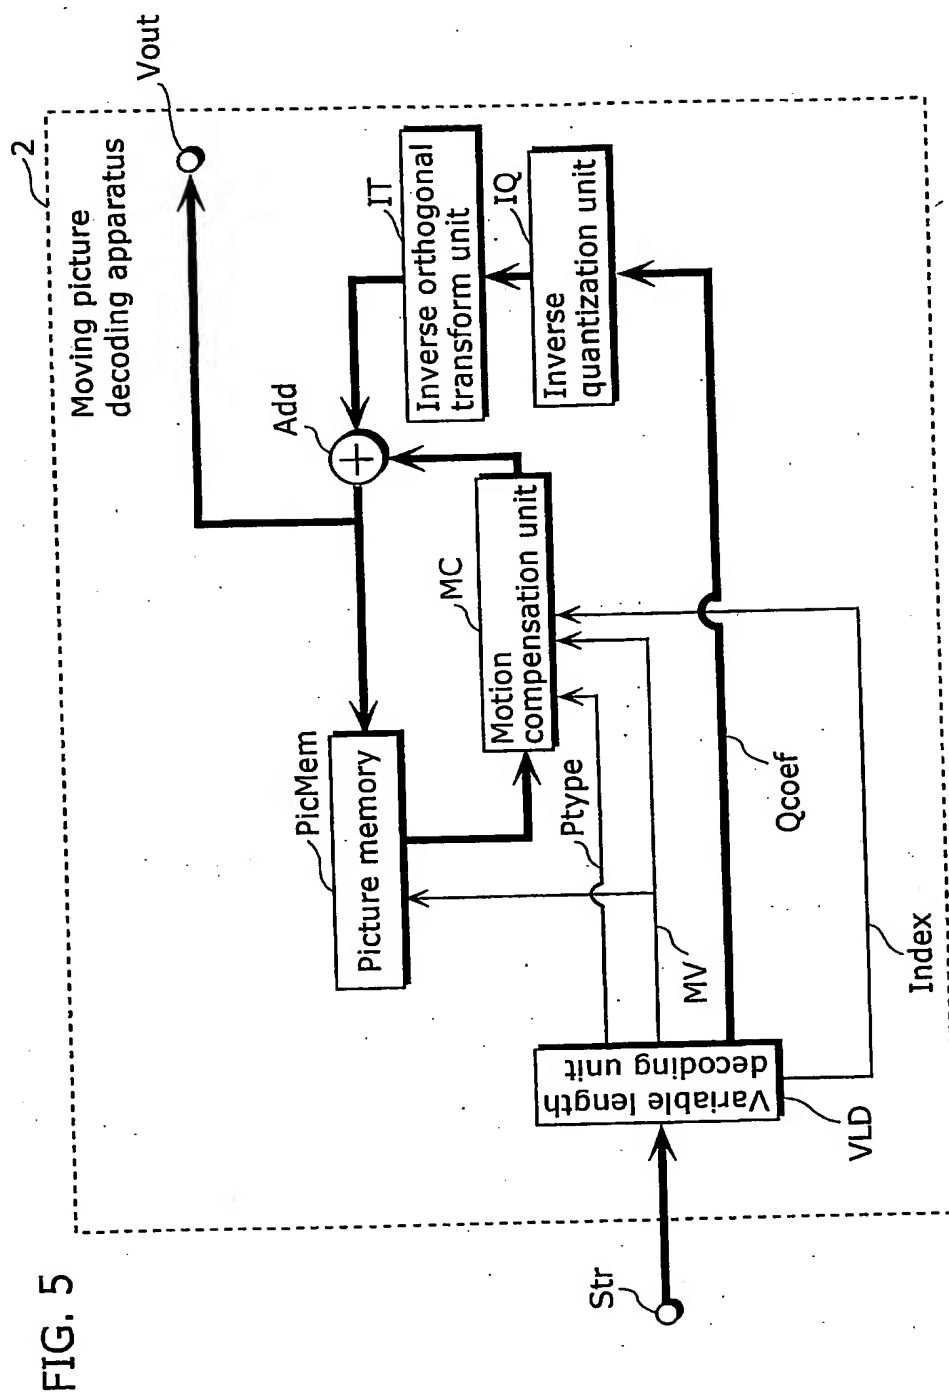 FIG. 5
2
Moving picture
decoding apparatus
Vout
Add
IT
Inverse orthogonal
transform unit
PicMem
Picture memory
MC
Motion
compensation unit
IQ
Inverse
quantization unit
Ptype
Str
Variable length
decoding unit
MV
Qcoef
VLD
Index